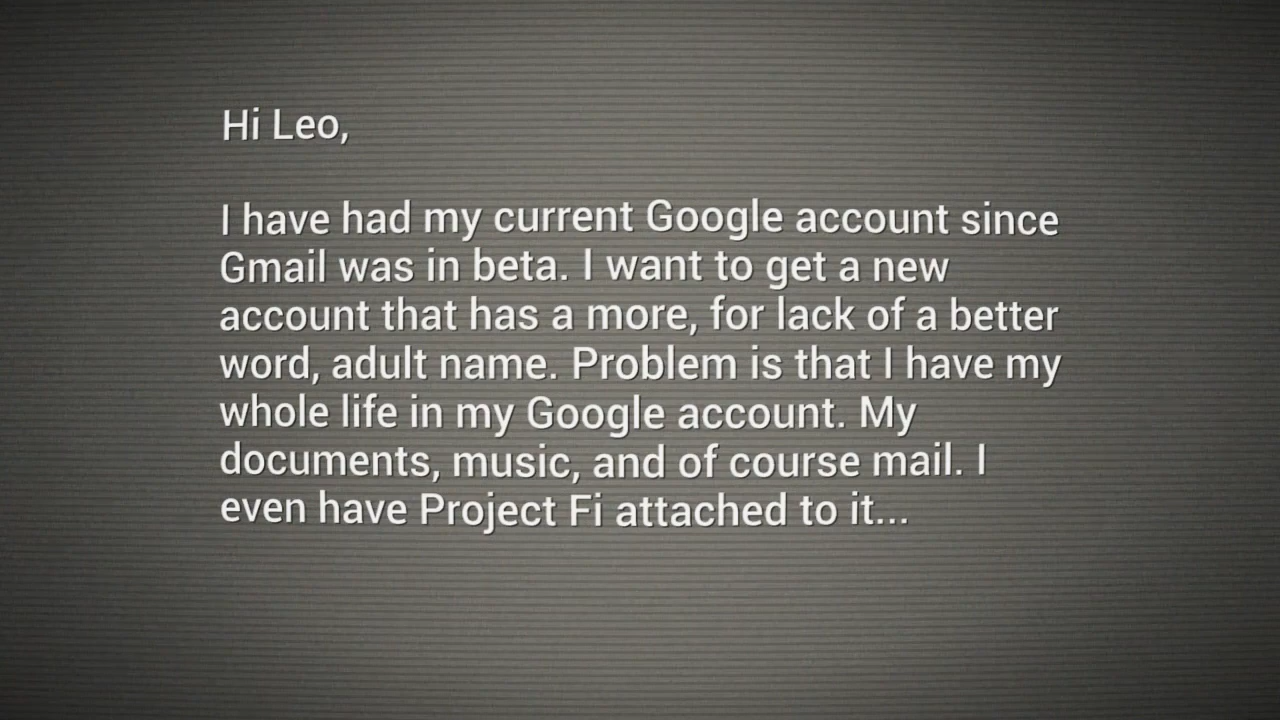 Hi Leo,
I have had my current Google account since
Gmail was in beta. I want to get a new
account that has a more, for lack of a better
word, adult name. Problem is that I have my
whole life in my Google account. My
documents, music, and of course mail. I
even have Project Fi attached to it...